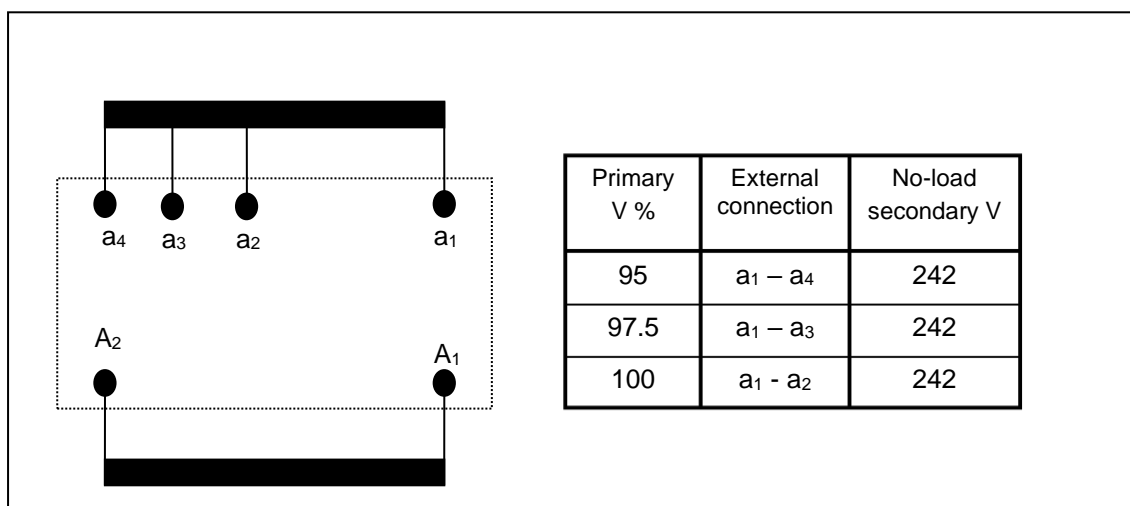 a₄ a₃ a₂ a₁
A₂ A₁
Primary V % | External connection | No-load secondary V
95 | a₁ – a₄ | 242
97.5 | a₁ – a₃ | 242
100 | a₁ - a₂ | 242